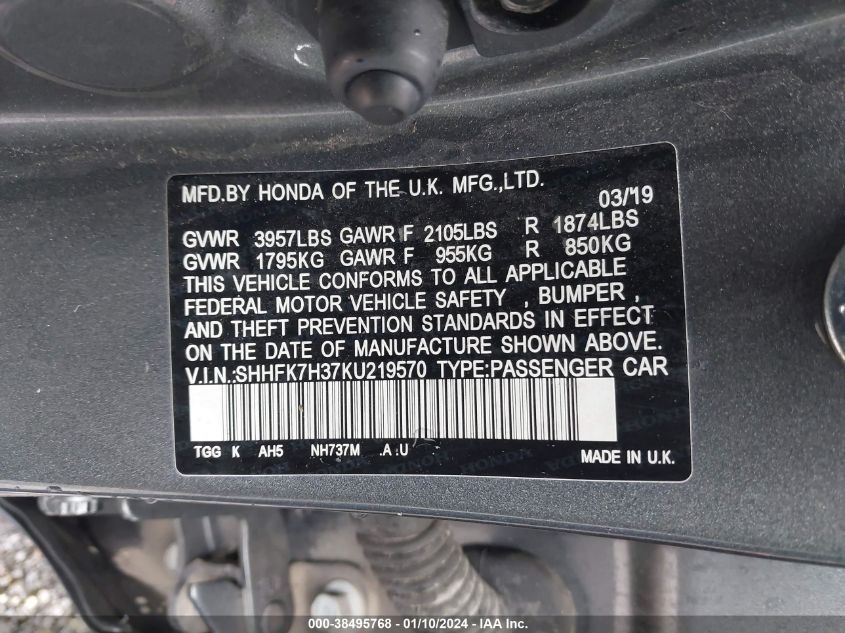 MFD.BY HONDA OF THE U.K. MFG.,LTD.
03/19
GVWR 3957LBS GAWR F 2105LBS R 1874LBS
GVWR 1795KG GAWR F 955KG R 850KG
THIS VEHICLE CONFORMS TO ALL APPLICABLE
FEDERAL MOTOR VEHICLE SAFETY , BUMPER ,
AND THEFT PREVENTION STANDARDS IN EFFECT
ON THE DATE OF MANUFACTURE SHOWN ABOVE.
V.I.N.:SHHFK7H37KU219570 TYPE:PASSENGER CAR
TGG K AH5 NH737M .A .U
MADE IN U.K.
000-38495768 - 01/10/2024 - IAAI.com